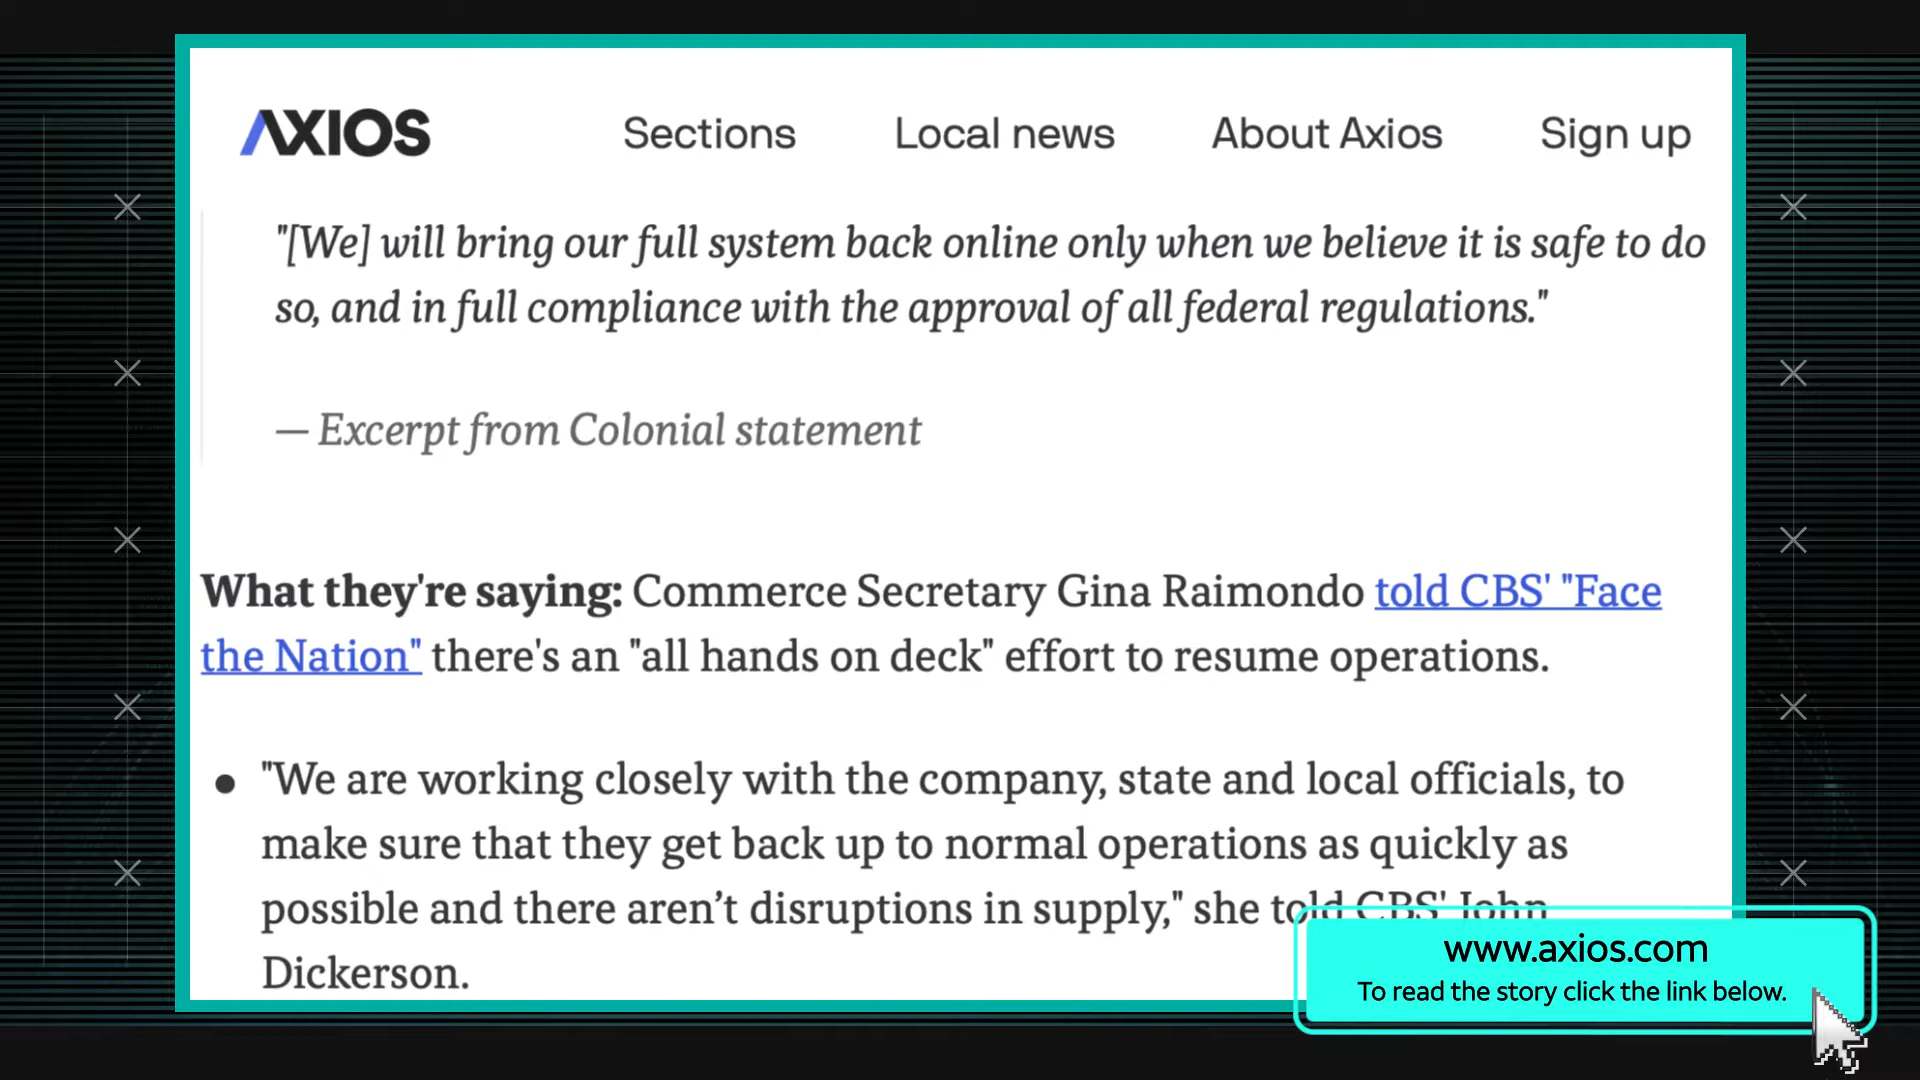 AXIOS Sections Local news About Axios Sign up
"[We] will bring our full system back online only when we believe it is safe to do
so, and in full compliance with the approval of all federal regulations."
— Excerpt from Colonial statement
What they're saying: Commerce Secretary Gina Raimondo told CBS' "Face
the Nation" there's an "all hands on deck" effort to resume operations.
• "We are working closely with the company, state and local officials, to
make sure that they get back up to normal operations as quickly as
possible and there aren’t disruptions in supply," she told CBS' John
Dickerson.
www.axios.com
To read the story click the link below.